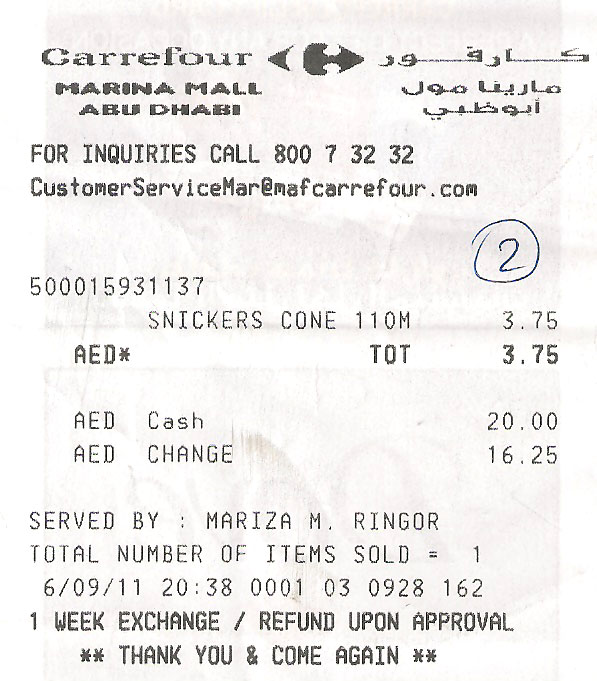 Carrefour كارفور
MARINA MALL مارينا مول
ABU DHABI أبوظبي
FOR INQUIRIES CALL 800 7 32 32
CustomerServiceMar@mafcarrefour.com
2
500015931137
SNICKERS CONE 110M 3.75
AED* TOT 3.75
AED Cash 20.00
AED CHANGE 16.25
SERVED BY : MARIZA M. RINGOR
TOTAL NUMBER OF ITEMS SOLD = 1
6/09/11 20:38 0001 03 0928 162
1 WEEK EXCHANGE / REFUND UPON APPROVAL
** THANK YOU & COME AGAIN **